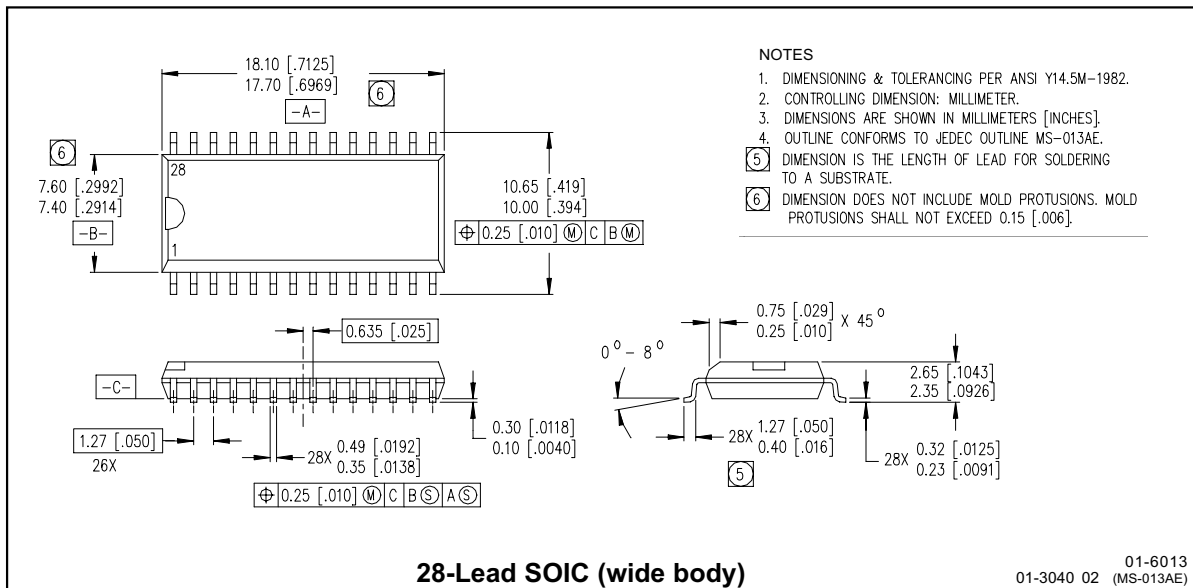 18.10 [.7125]
17.70 [.6969]
-A-
6
6
7.60 [.2992]
7.40 [.2914]
-B-
28
1
10.65 [.419]
10.00 [.394]
⌖ 0.25 [.010] Ⓜ C B Ⓜ
NOTES
1. DIMENSIONING & TOLERANCING PER ANSI Y14.5M-1982.
2. CONTROLLING DIMENSION: MILLIMETER.
3. DIMENSIONS ARE SHOWN IN MILLIMETERS [INCHES].
4. OUTLINE CONFORMS TO JEDEC OUTLINE MS-013AE.
5 DIMENSION IS THE LENGTH OF LEAD FOR SOLDERING
TO A SUBSTRATE.
6 DIMENSION DOES NOT INCLUDE MOLD PROTUSIONS. MOLD
PROTUSIONS SHALL NOT EXCEED 0.15 [.006].
0.635 [.025]
-C-
1.27 [.050]
26X
28X 0.49 [.0192]
0.35 [.0138]
⌖ 0.25 [.010] Ⓜ C B Ⓢ A Ⓢ
0.30 [.0118]
0.10 [.0040]
0.75 [.029]
0.25 [.010] X 45°
0° - 8°
2.65 [.1043]
2.35 [.0926]
28X 1.27 [.050]
0.40 [.016]
5
28X 0.32 [.0125]
0.23 [.0091]
28-Lead SOIC (wide body)
01-6013
01-3040 02 (MS-013AE)